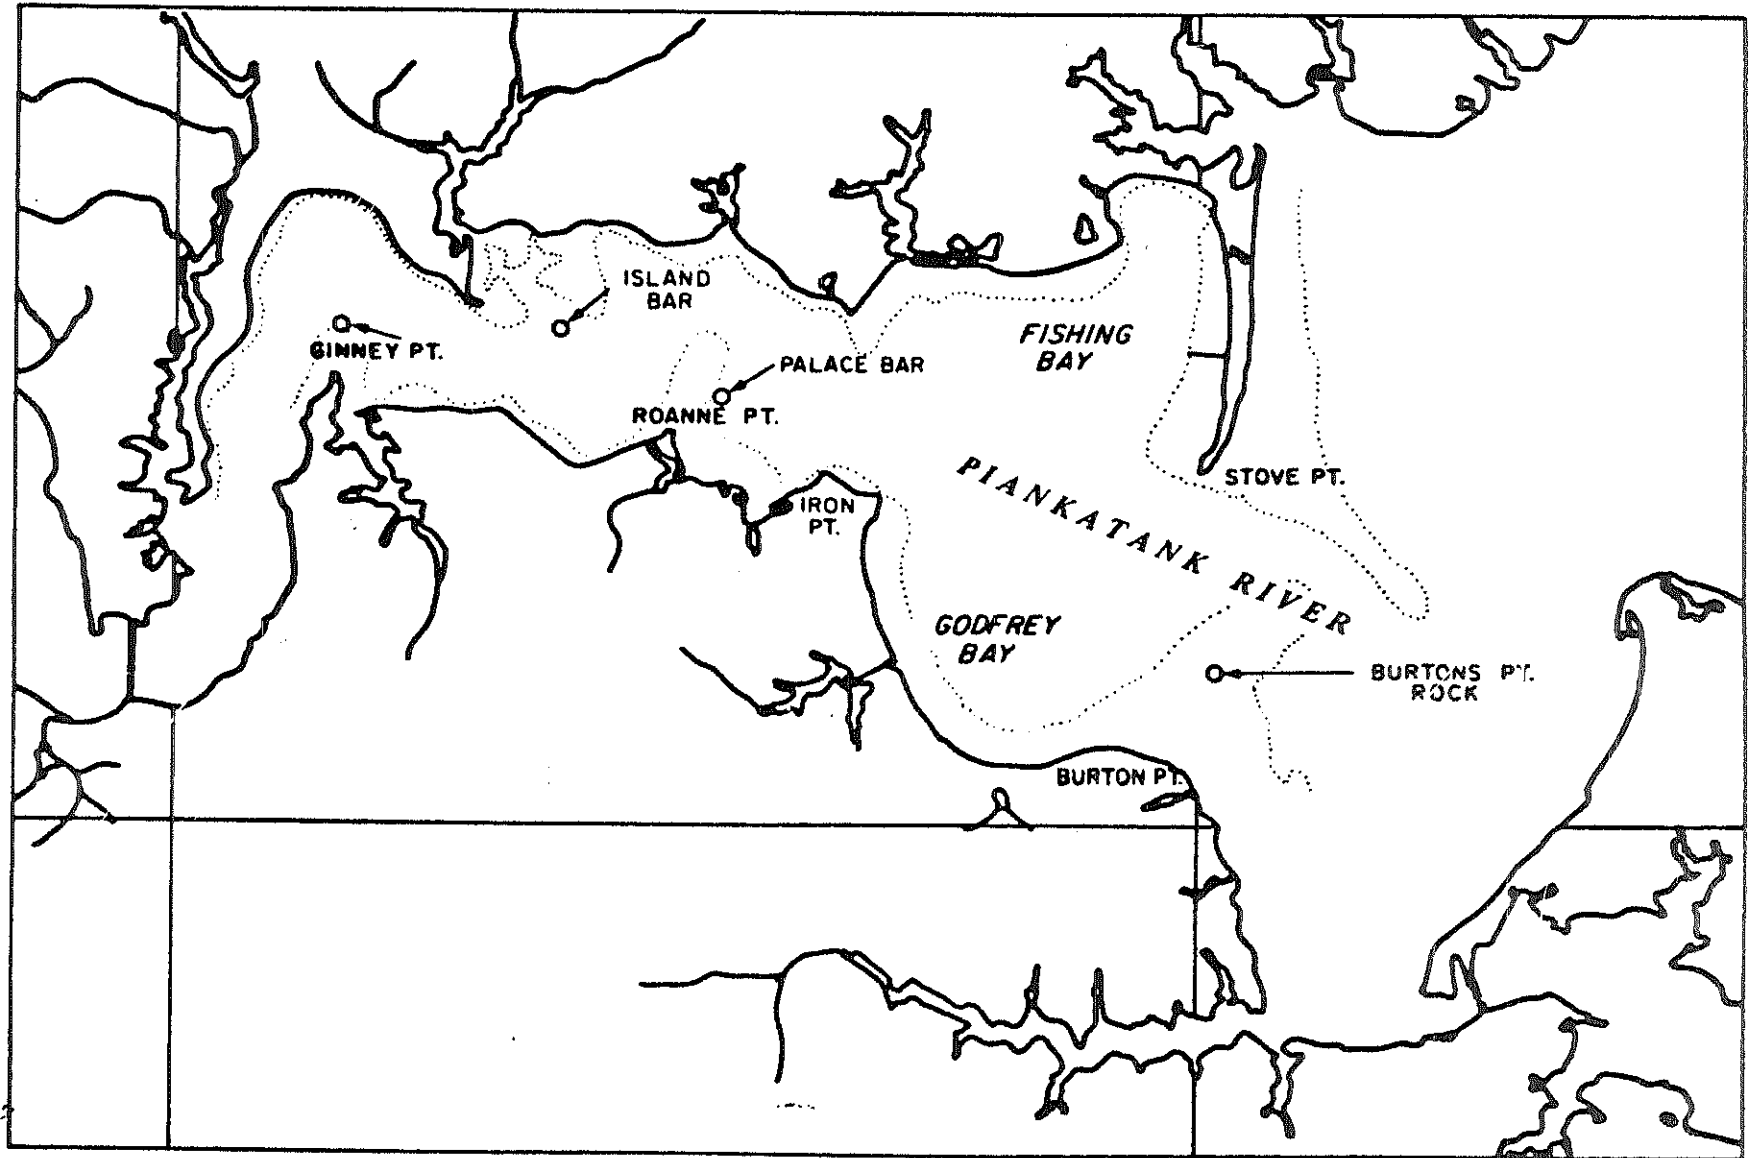 ISLAND
BAR
GINNEY PT.
FISHING
BAY
PALACE BAR
ROANNE PT.
STOVE PT.
IRON
PT.
PIANKATANK RIVER
GODFREY
BAY
BURTONS PT.
ROCK
BURTON PT.